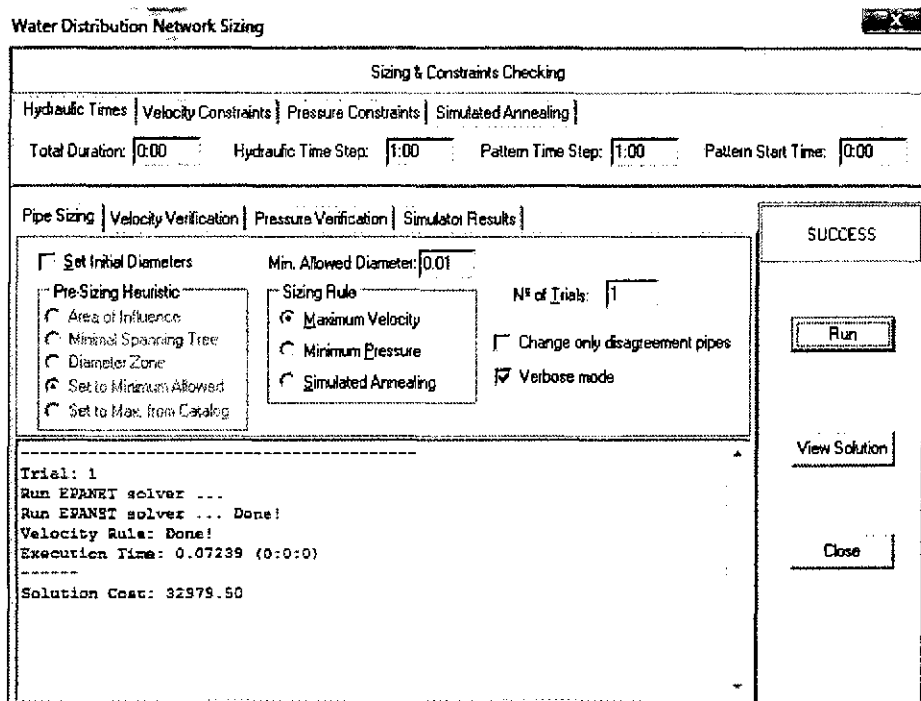 Water Distribution Network Sizing
Sizing & Constraints Checking
Hydraulic Times Velocity Constraints Pressure Constraints Simulated Annealing
Total Duration: 0:00 Hydraulic Time Step: 1:00 Pattern Time Step: 1:00 Pattern Start Time: 0:00
Pipe Sizing Velocity Verification Pressure Verification Simulator Results
SUCCESS
Set Initial Diameters Min. Allowed Diameter: 0.01
Pre-Sizing Heuristic
Area of Influence
Minimal Spanning Tree
Diameter Zone
Set to Minimum Allowed
Set to Max. from Catalog
Sizing Rule
Maximum Velocity
Minimum Pressure
Simulated Annealing
Nº of Trials: 1
Change only disagreement pipes
Verbose mode
Run
View Solution
Close
----------------------------------------
Trial: 1
Run EPANET solver ...
Run EPANET solver ... Done!
Velocity Rule: Done!
Execution Time: 0.07239 (0:0:0)
------
Solution Cost: 32979.50